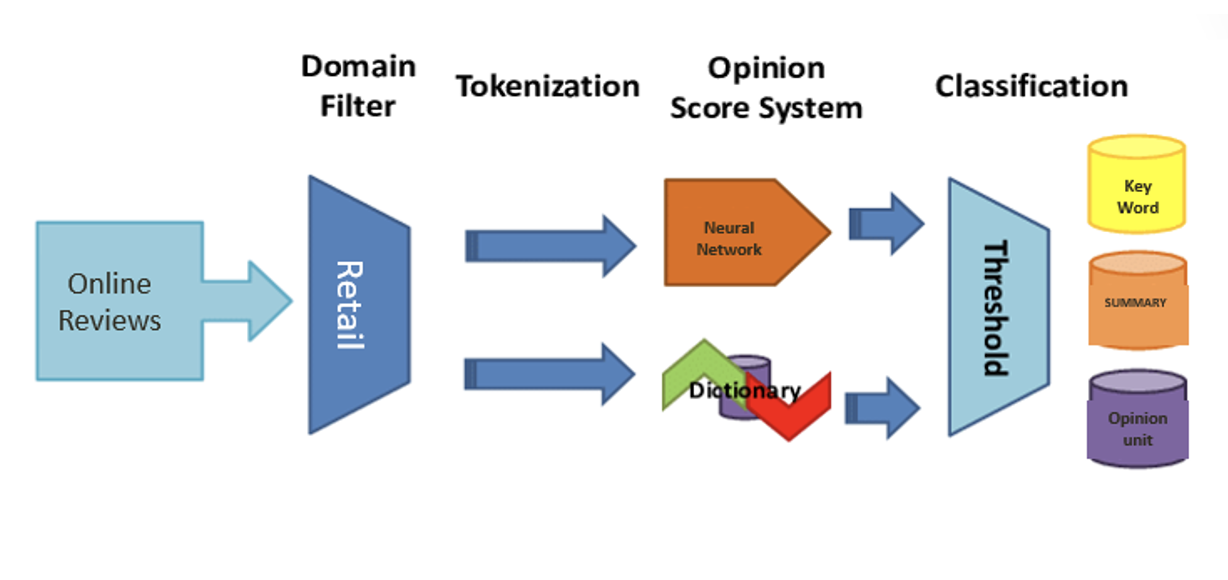 Domain
Filter
Tokenization
Opinion
Score System
Classification
Online
Reviews
Retail
Neural
Network
Dictionary
Threshold
Key
Word
SUMMARY
Opinion
unit